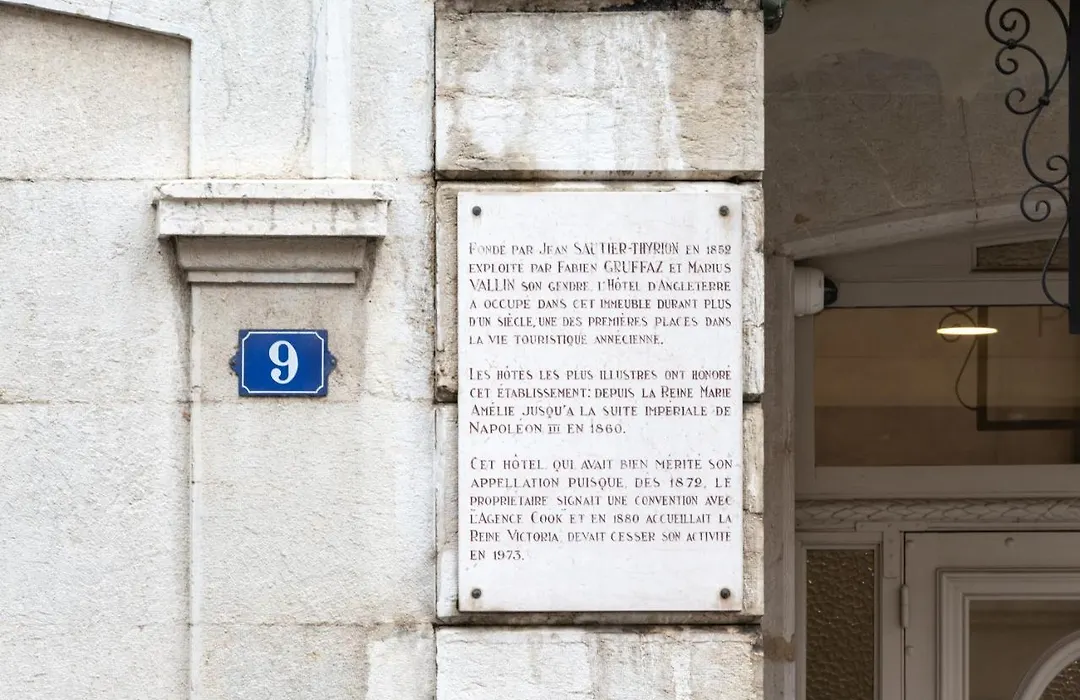 9
FONDÉ PAR JEAN SAUTIER-THYRION EN 1852
EXPLOITÉ PAR FABIEN GRUFFAZ ET MARIUS
VALLIN SON GENDRE, L'HÔTEL D'ANGLETERRE
A OCCUPÉ DANS CET IMMEUBLE DURANT PLUS
D'UN SIÈCLE, UNE DES PREMIÈRES PLACES DANS
LA VIE TOURISTIQUE ANNÉCIENNE.
LES HÔTES LES PLUS ILLUSTRES ONT HONORÉ
CET ÉTABLISSEMENT: DEPUIS LA REINE MARIE
AMÉLIE JUSQU'A LA SUITE IMPÉRIALE DE
NAPOLÉON III EN 1860.
CET HÔTEL, QUI AVAIT BIEN MÉRITÉ SON
APPELLATION PUISQUE, DÈS 1872, LE
PROPRIÉTAIRE SIGNAIT UNE CONVENTION AVEC
L'AGENCE COOK ET EN 1880 ACCUEILLAIT LA
REINE VICTORIA, DEVAIT CESSER SON ACTIVITÉ
EN 1973.